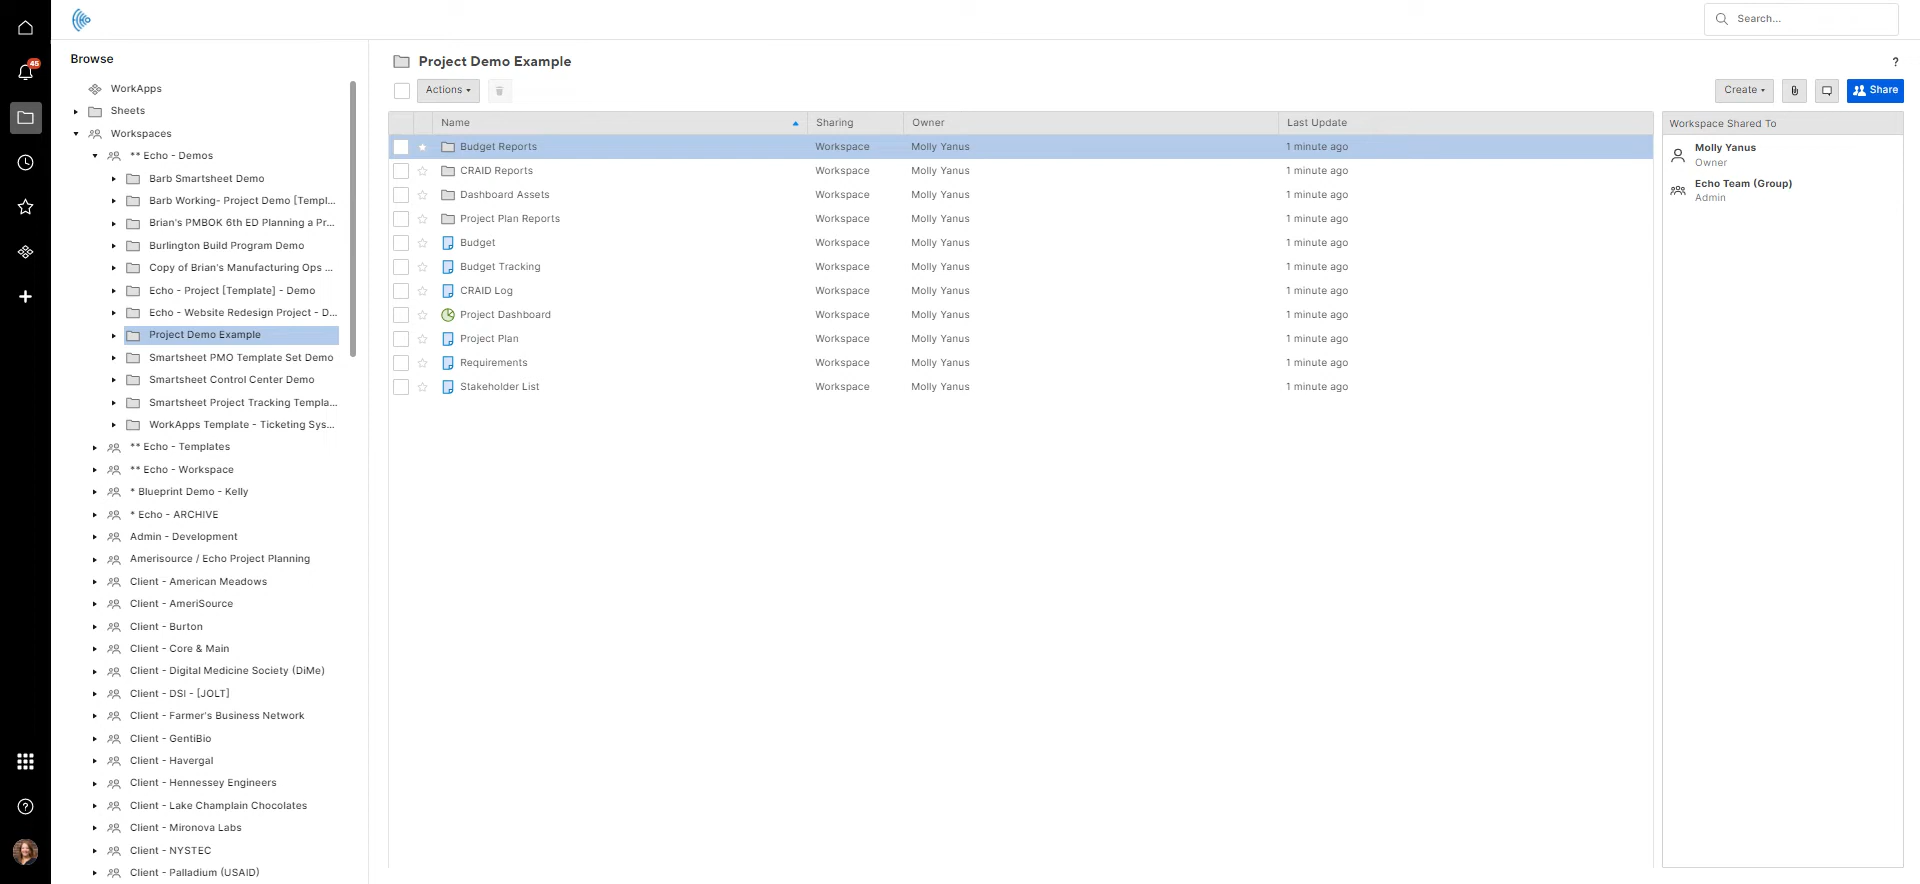 Search...
45
Browse
WorkApps
Sheets
Workspaces
** Echo - Demos
Barb Smartsheet Demo
Barb Working- Project Demo [Templ...
Brian's PMBOK 6th ED Planning a Pr...
Burlington Build Program Demo
Copy of Brian's Manufacturing Ops ...
Echo - Project [Template] - Demo
Echo - Website Redesign Project - D...
Project Demo Example
Smartsheet PMO Template Set Demo
Smartsheet Control Center Demo
Smartsheet Project Tracking Templa...
WorkApps Template - Ticketing Sys...
** Echo - Templates
** Echo - Workspace
* Blueprint Demo - Kelly
* Echo - ARCHIVE
Admin - Development
Amerisource / Echo Project Planning
Client - American Meadows
Client - AmeriSource
Client - Burton
Client - Core & Main
Client - Digital Medicine Society (DiMe)
Client - DSI - [JOLT]
Client - Farmer's Business Network
Client - GentiBio
Client - Havergal
Client - Hennessey Engineers
Client - Lake Champlain Chocolates
Client - Mironova Labs
Client - NYSTEC
Client - Palladium (USAID)
Project Demo Example
?
Actions
Create
Share
Name Sharing Owner Last Update
Budget Reports Workspace Molly Yanus 1 minute ago
CRAID Reports Workspace Molly Yanus 1 minute ago
Dashboard Assets Workspace Molly Yanus 1 minute ago
Project Plan Reports Workspace Molly Yanus 1 minute ago
Budget Workspace Molly Yanus 1 minute ago
Budget Tracking Workspace Molly Yanus 1 minute ago
CRAID Log Workspace Molly Yanus 1 minute ago
Project Dashboard Workspace Molly Yanus 1 minute ago
Project Plan Workspace Molly Yanus 1 minute ago
Requirements Workspace Molly Yanus 1 minute ago
Stakeholder List Workspace Molly Yanus 1 minute ago
Workspace Shared To
Molly Yanus
Owner
Echo Team (Group)
Admin